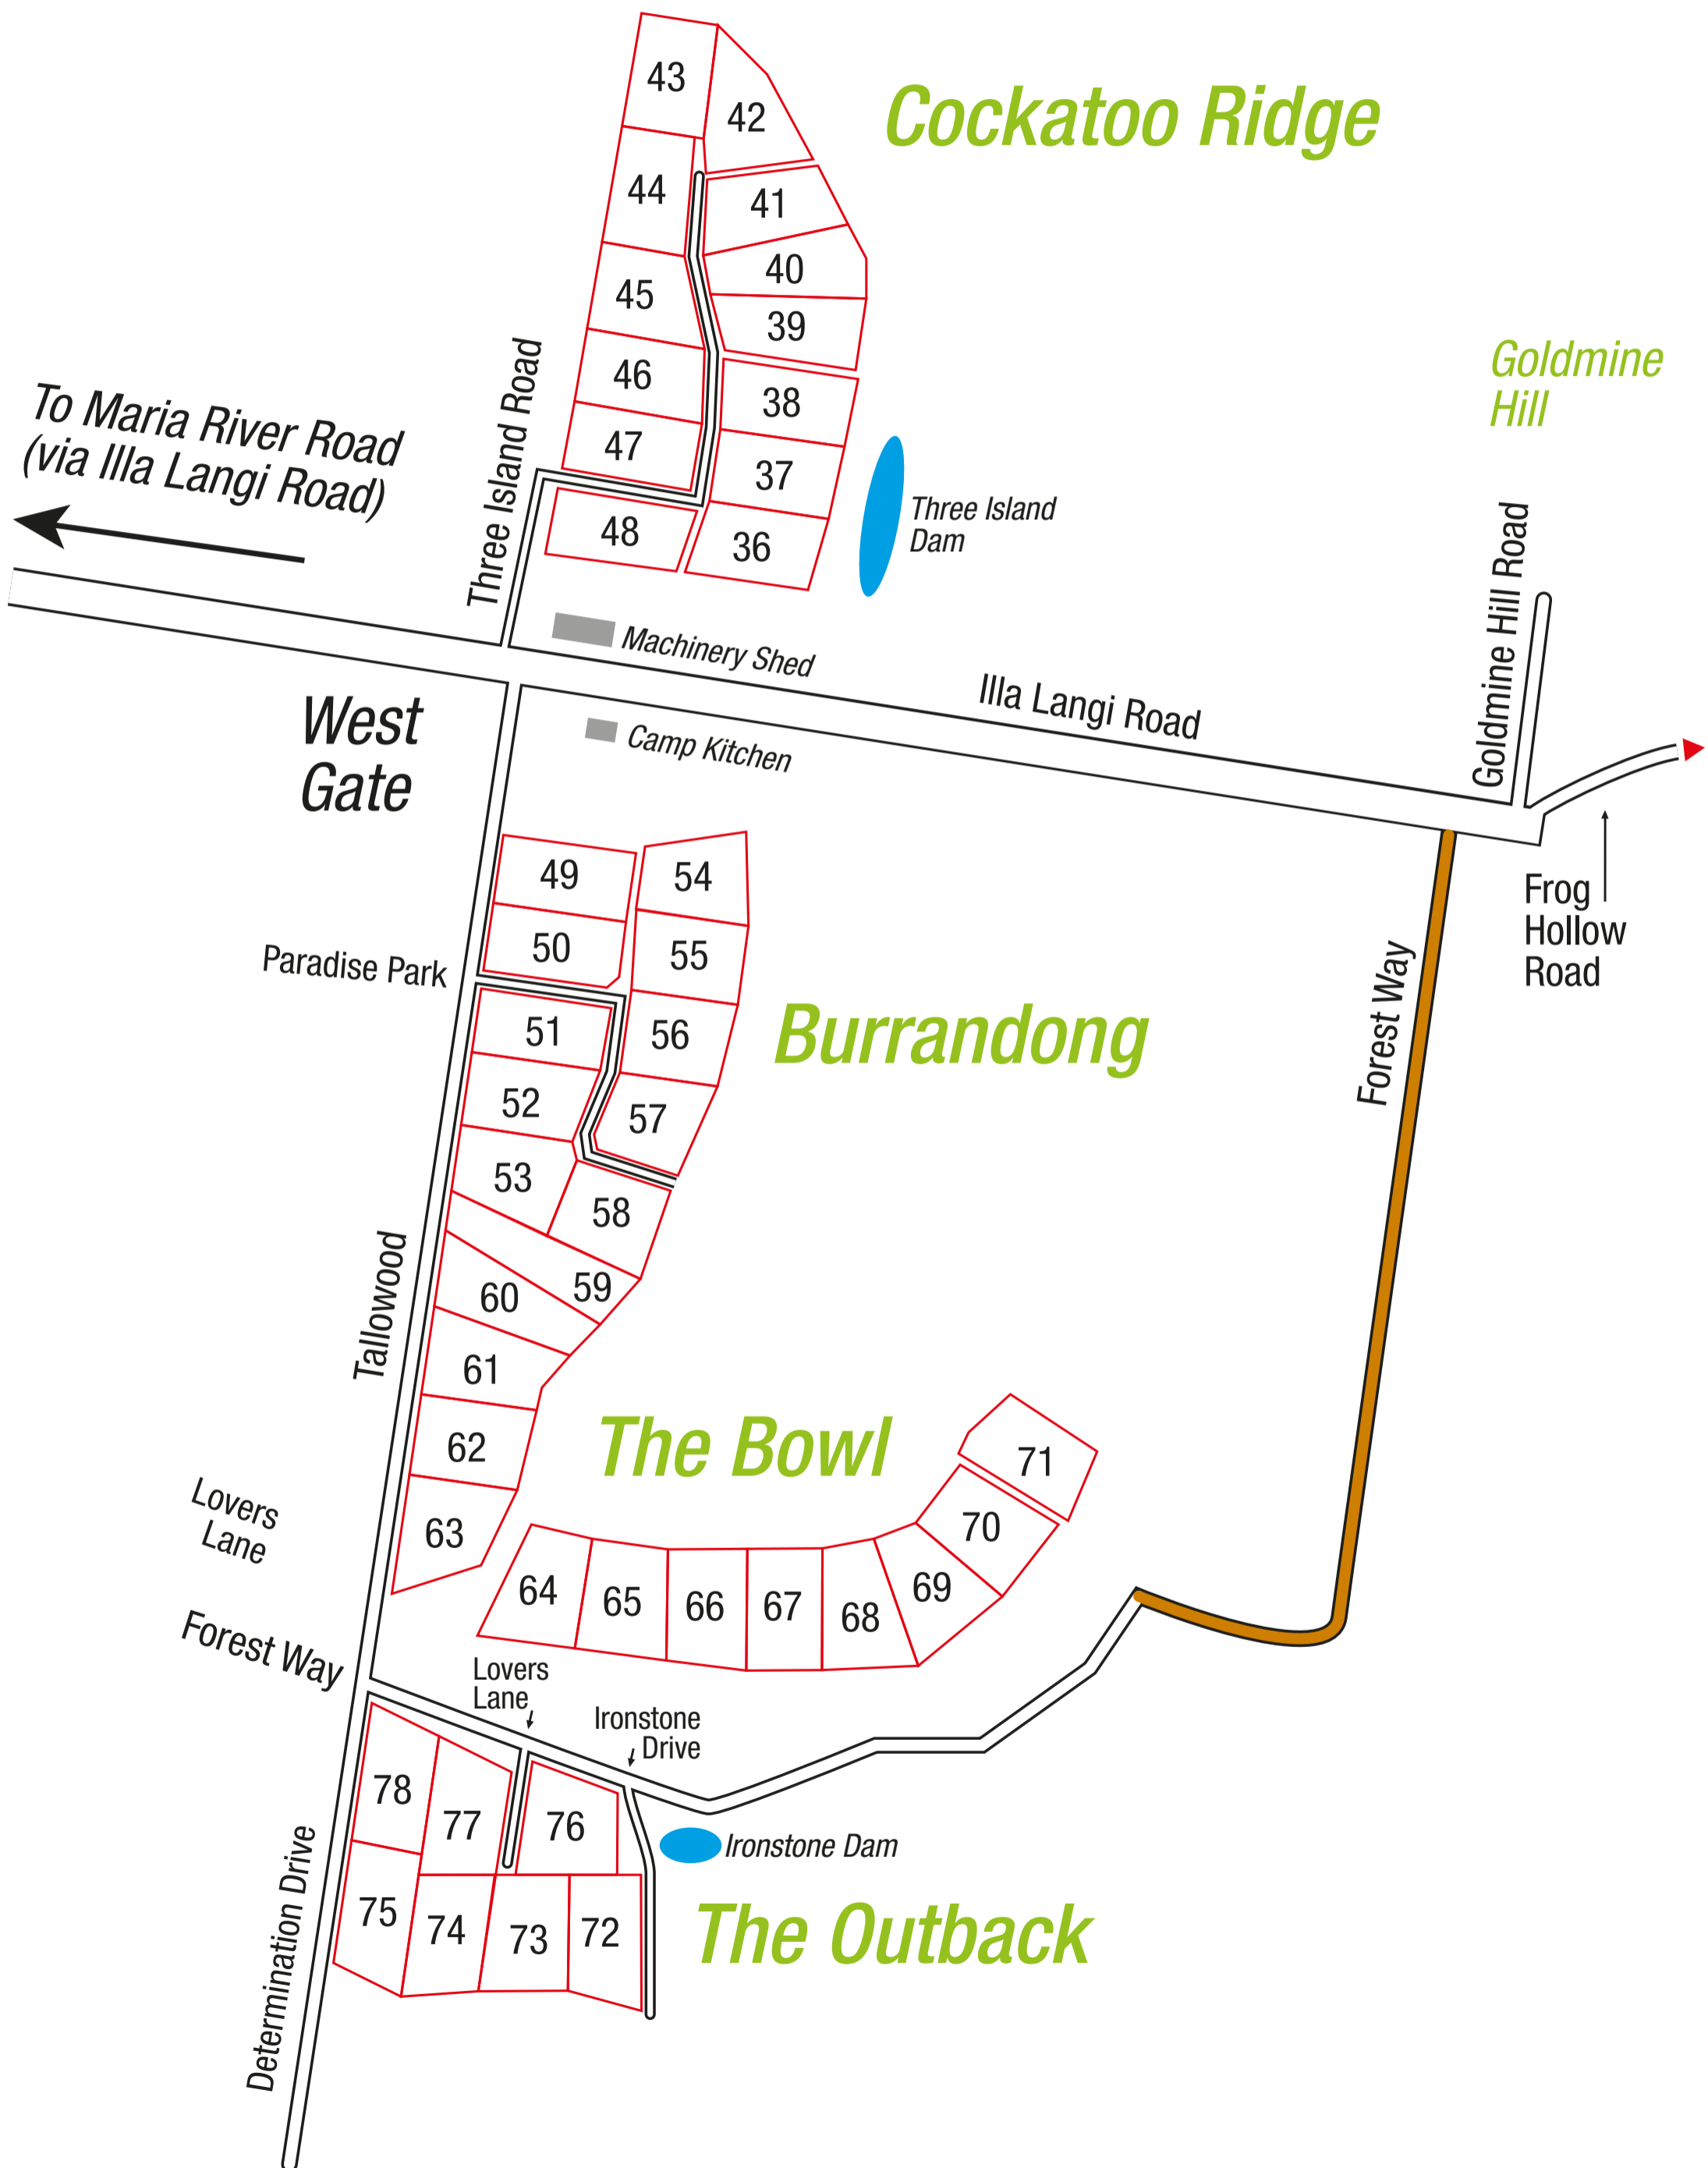 43
42
Cockatoo Ridge
44
41
40
45
39
Goldmine
Hill
46
38
To Maria River Road
(via Illa Langi Road)
Three Island Road
47
37
Three Island
Dam
48
36
Goldmine Hill Road
Machinery Shed
Illa Langi Road
West
Gate
Camp Kitchen
49
54
Frog
Hollow
Road
50
55
Paradise Park
Forest Way
51
56
Burrandong
52
57
53
58
59
60
Tallowood
61
62
The Bowl
71
Lovers
Lane
63
70
64
65
66
67
68
69
Forest Way
Lovers
Lane
Ironstone
Drive
78
77
76
Ironstone Dam
Determination Drive
75
74
73
72
The Outback